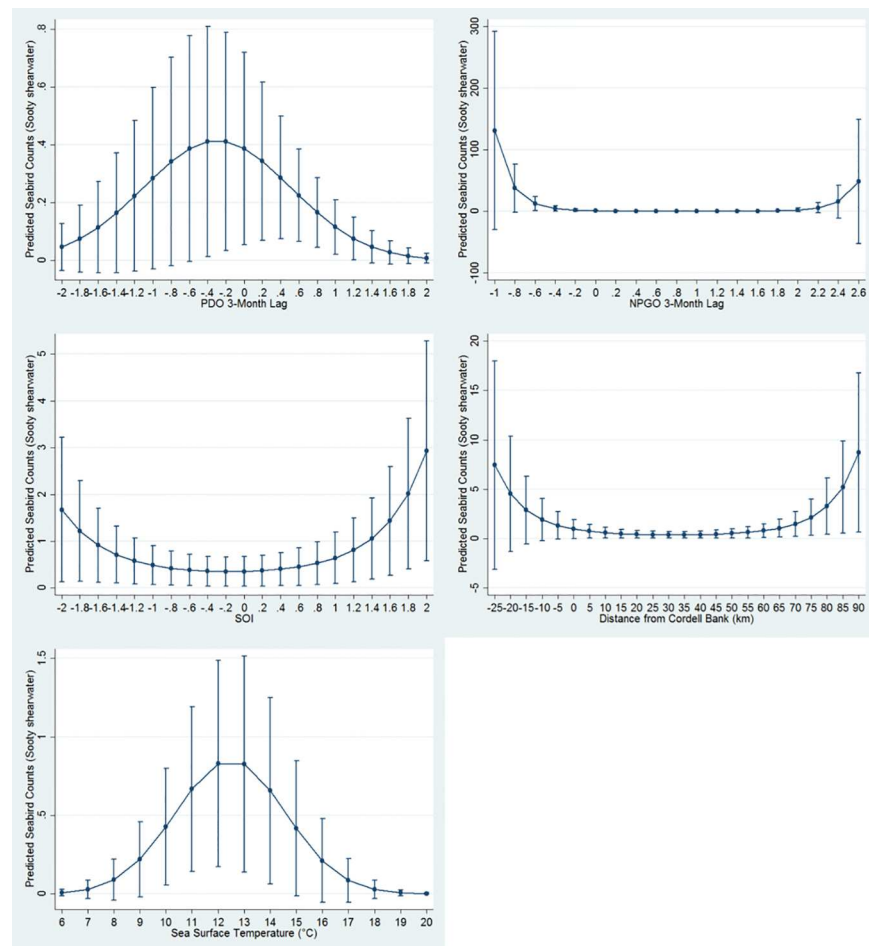 Predicted Seabird Counts (Sooty shearwater)
.8
.6
.4
.2
0
-2 -1.8-1.6-1.4-1.2 -1 -.8 -.6 -.4 -.2 0 .2 .4 .6 .8 1 1.2 1.4 1.6 1.8 2
PDO 3-Month Lag
Predicted Seabird Counts (Sooty shearwater)
300
200
100
0
-100
-1 -.8 -.6 -.4 -.2 0 .2 .4 .6 .8 1 1.2 1.4 1.6 1.8 2 2.2 2.4 2.6
NPGO 3-Month Lag
Predicted Seabird Counts (Sooty shearwater)
5
4
3
2
1
0
-2 -1.8-1.6-1.4-1.2 -1 -.8 -.6 -.4 -.2 0 .2 .4 .6 .8 1 1.2 1.4 1.6 1.8 2
SOI
Predicted Seabird Counts (Sooty shearwater)
20
15
10
5
0
-5
-25-20-15-10 -5 0 5 10 15 20 25 30 35 40 45 50 55 60 65 70 75 80 85 90
Distance from Cordell Bank (km)
Predicted Seabird Counts (Sooty shearwater)
1.5
1
.5
0
6 7 8 9 10 11 12 13 14 15 16 17 18 19 20
Sea Surface Temperature (°C)